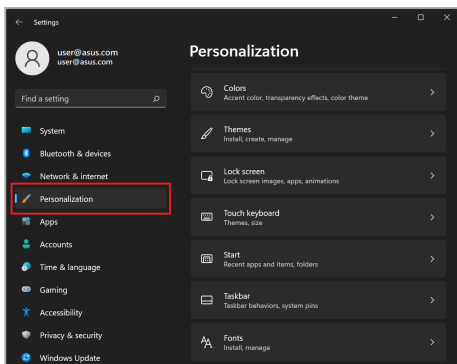 Settings
user@asus.com
user@asus.com
Find a setting
System
Bluetooth & devices
Network & internet
Personalization
Apps
Accounts
Time & language
Gaming
Accessibility
Privacy & security
Windows Update
Personalization
Colors
Accent color, transparency effects, color theme
Themes
Install, create, manage
Lock screen
Lock screen images, apps, animations
Touch keyboard
Themes, size
Start
Recent apps and items, folders
Taskbar
Taskbar behaviors, system pins
Fonts
Install, manage